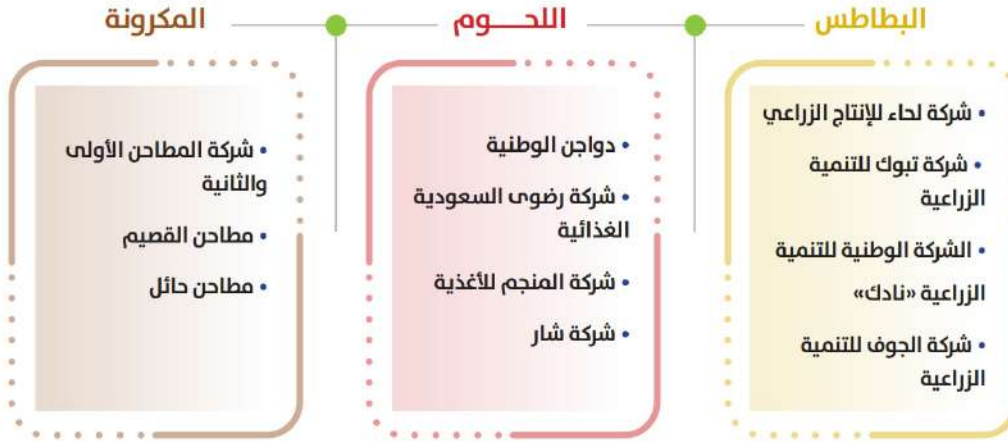 البطاطس
• شركة لحاء للإنتاج الزراعي
• شركة تبوك للتنمية
الزراعية
• الشركة الوطنية للتنمية
الزراعية «نادك»
• شركة الجوف للتنمية
الزراعية
اللحــــوم
• دواجن الوطنية
• شركة رضوى السعودية
الغذائية
• شركة المنجم للأغذية
• شركة شار
المكرونة
• شركة المطاحن الأولى
والثانية
• مطاحن القصيم
• مطاحن حائل